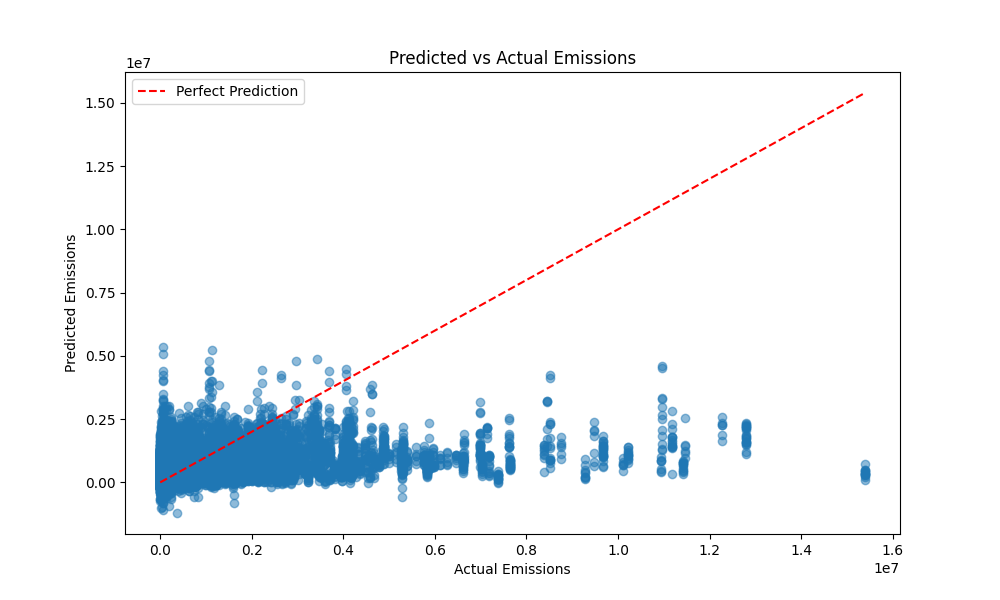 Predicted vs Actual Emissions
1e7
Perfect Prediction
1.50
1.25
1.00
0.75
0.50
0.25
0.00
Predicted Emissions
0.0 0.2 0.4 0.6 0.8 1.0 1.2 1.4 1.6
Actual Emissions
1e7